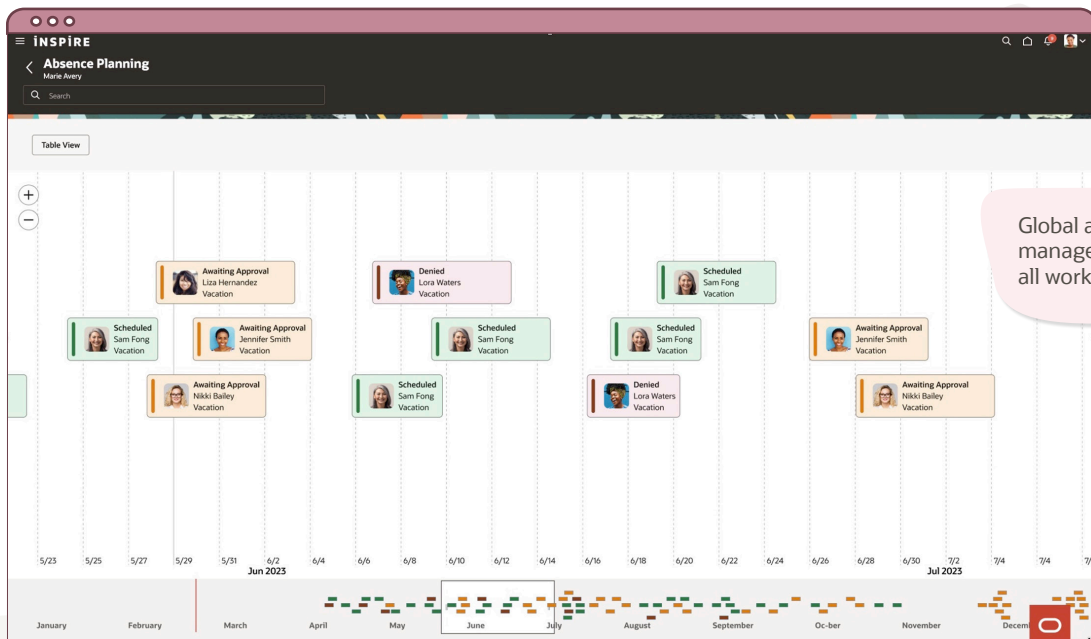 iNSPiRE
Absence Planning
Marie Avery
Search
Table View
Global a
manage
all work
Awaiting Approval
Liza Hernandez
Vacation
Denied
Lora Waters
Vacation
Scheduled
Sam Fong
Vacation
Scheduled
Sam Fong
Vacation
Awaiting Approval
Jennifer Smith
Vacation
Scheduled
Sam Fong
Vacation
Scheduled
Sam Fong
Vacation
Awaiting Approval
Jennifer Smith
Vacation
Awaiting Approval
Nikki Bailey
Vacation
Scheduled
Sam Fong
Vacation
Denied
Lora Waters
Vacation
Awaiting Approval
Nikki Bailey
Vacation
5/23 5/25 5/27 5/29 5/31 6/2 6/4 6/6 6/8 6/10 6/12 6/14 6/16 6/18 6/20 6/22 6/24 6/26 6/28 6/30 7/2 7/4 7/4 7/
Jun 2023 Jul 2023
January February March April May June July August September Oc-ber November Decem